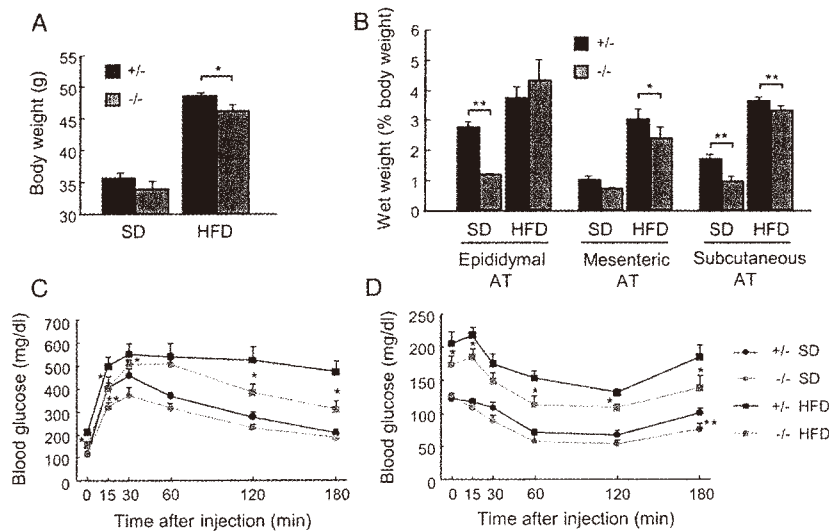 A
Body weight (g)
55
50
45
40
35
30
+/-
-/-
*
SD
HFD
B
Wet weight (% body weight)
6
5
4
3
2
1
0
+/-
-/-
**
*
**
**
SD HFD SD HFD SD HFD
Epididymal
AT
Mesenteric
AT
Subcutaneous
AT
C
Blood glucose (mg/dl)
700
600
500
400
300
200
100
0
*
*
*
*
*
*
**
0 15 30 60 120 180
Time after injection (min)
D
Blood glucose (mg/dl)
250
200
150
100
50
0
*
*
*
*
*
**
0 15 30 60 120 180
Time after injection (min)
+/- SD
-/- SD
+/- HFD
-/- HFD